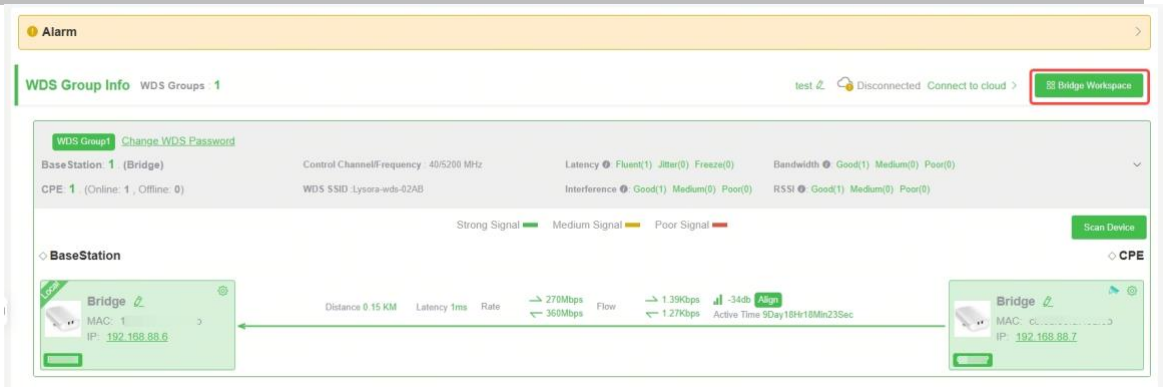 Alarm
WDS Group Info WDS Groups : 1 test Disconnected Connect to cloud > Bridge Workspace
WDS Group1 Change WDS Password
BaseStation: 1 . (Bridge) Control Channel/Frequency : 40/5200 MHz Latency : Fluent(1) Jitter(0) Freeze(0) Bandwidth : Good(1) Medium(0) Poor(0)
CPE: 1 . (Online: 1 , Offline: 0) WDS SSID :Lysora-wds-02AB Interference : Good(1) Medium(0) Poor(0) RSSI : Good(1) Medium(0) Poor(0)
Strong Signal Medium Signal Poor Signal Scan Device
BaseStation CPE
Local
Bridge Distance 0.15 KM Latency 1ms Rate → 270Mbps ← 360Mbps Flow → 1.39Kbps ← 1.27Kbps -34db Align Active Time 9Day18Hr18Min23Sec Bridge
MAC: MAC:
IP: 192.168.88.6 IP: 192.168.88.7